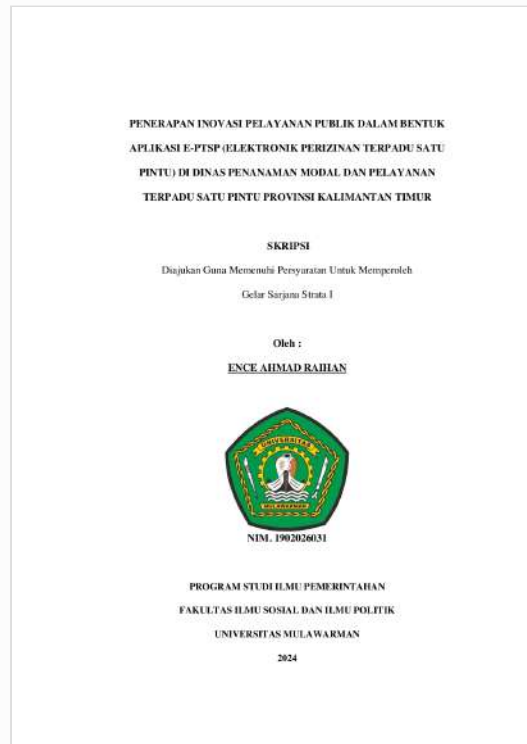 PENERAPAN INOVASI PELAYANAN PUBLIK DALAM BENTUK
APLIKASI E-PTSP (ELEKTRONIK PERIZINAN TERPADU SATU
PINTU) DI DINAS PENANAMAN MODAL DAN PELAYANAN
TERPADU SATU PINTU PROVINSI KALIMANTAN TIMUR
SKRIPSI
Diajukan Guna Memenuhi Persyaratan Untuk Memperoleh
Gelar Sarjana Strata I
Oleh :
ENCE AHMAD RAIHAN
UNIVERSITAS
MULAWARMAN
NIM. 1902026031
PROGRAM STUDI ILMU PEMERINTAHAN
FAKULTAS ILMU SOSIAL DAN ILMU POLITIK
UNIVERSITAS MULAWARMAN
2024